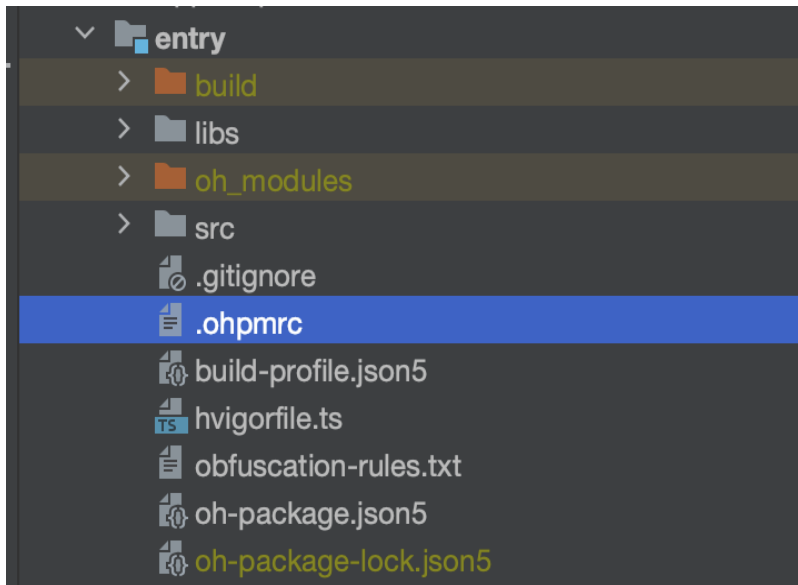 entry
build
libs
oh_modules
src
.gitignore
.ohpmrc
build-profile.json5
TS hvigorfile.ts
obfuscation-rules.txt
oh-package.json5
oh-package-lock.json5